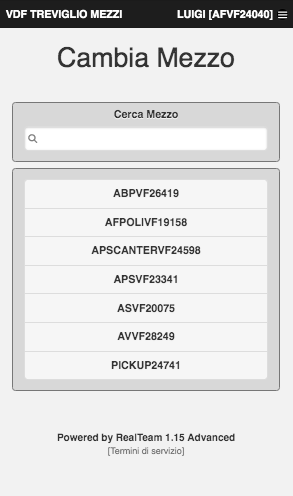 VDF TREVIGLIO MEZZI LUIGI [AFVF24040]
Cambia Mezzo
Cerca Mezzo
ABPVF26419
AFPOLIVF19158
APSCANTERVF24598
APSVF23341
ASVF20075
AVVF28249
PICKUP24741
Powered by RealTeam 1.15 Advanced
[Termini di servizio]